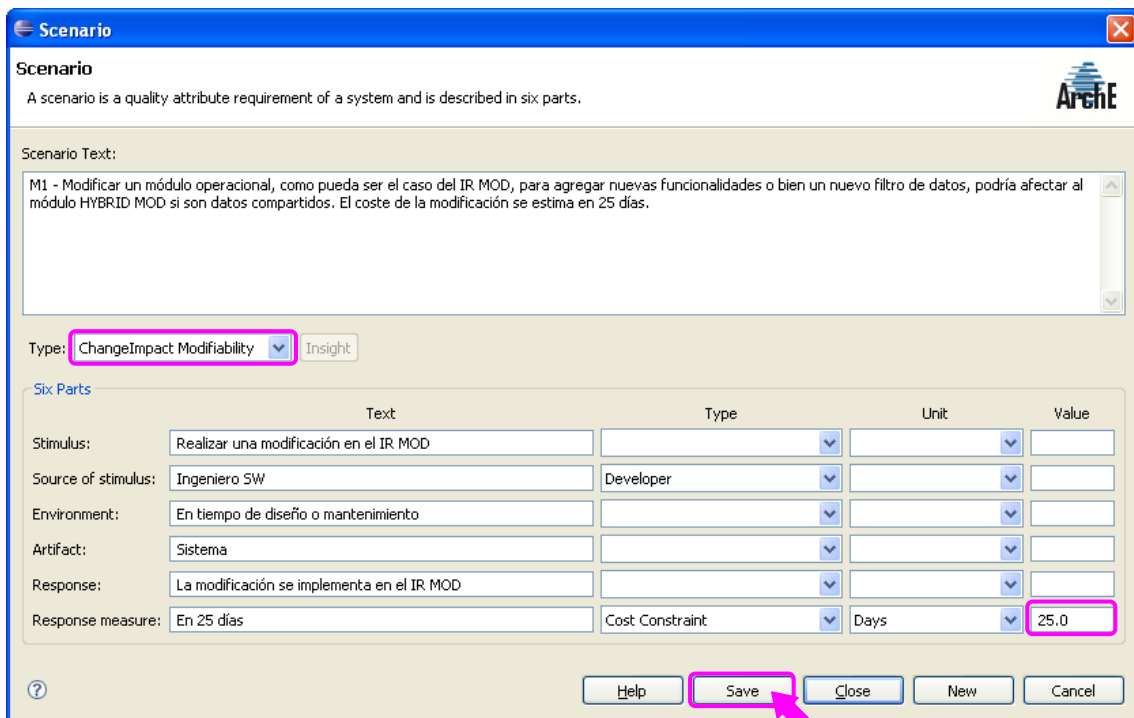 Scenario
Scenario
A scenario is a quality attribute requirement of a system and is described in six parts.
ArchE
Scenario Text:
M1 - Modificar un módulo operacional, como pueda ser el caso del IR MOD, para agregar nuevas funcionalidades o bien un nuevo filtro de datos, podría afectar al
módulo HYBRID MOD si son datos compartidos. El coste de la modificación se estima en 25 días.
Type: ChangeImpact Modifiability Insight
Six Parts
Text Type Unit Value
Stimulus: Realizar una modificación en el IR MOD
Source of stimulus: Ingeniero SW Developer
Environment: En tiempo de diseño o mantenimiento
Artifact: Sistema
Response: La modificación se implementa en el IR MOD
Response measure: En 25 días Cost Constraint Days 25.0
? Help Save Close New Cancel